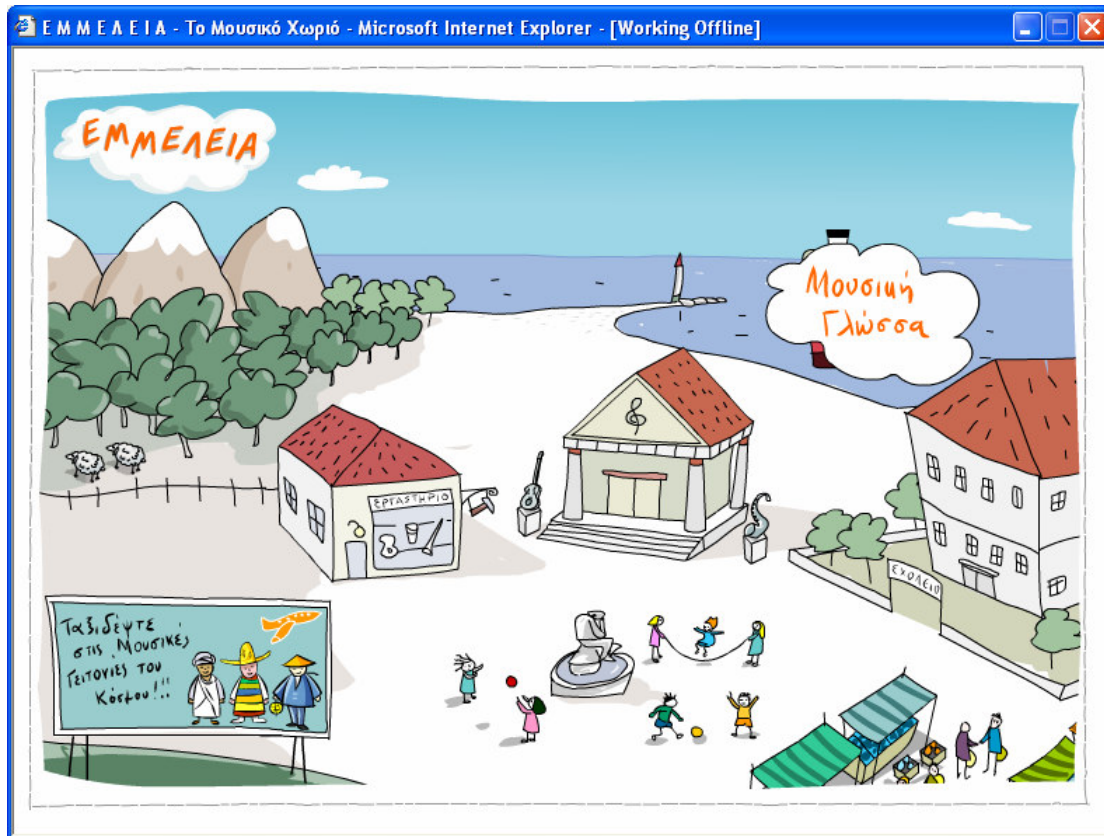 Ε Μ Μ Ε Λ Ε Ι Α - Το Μουσικό Χωριό - Microsoft Internet Explorer - [Working Offline]
ΕΜΜΕΛΕΙΑ
Μουσική
Γλώσσα
ΕΡΓΑΣΤΗΡΙΟ
ΣΧΟΛΕΙΟ
Ταξιδέψτε
στις Μουσικές
Γειτονιές του
Κόσμου!!!